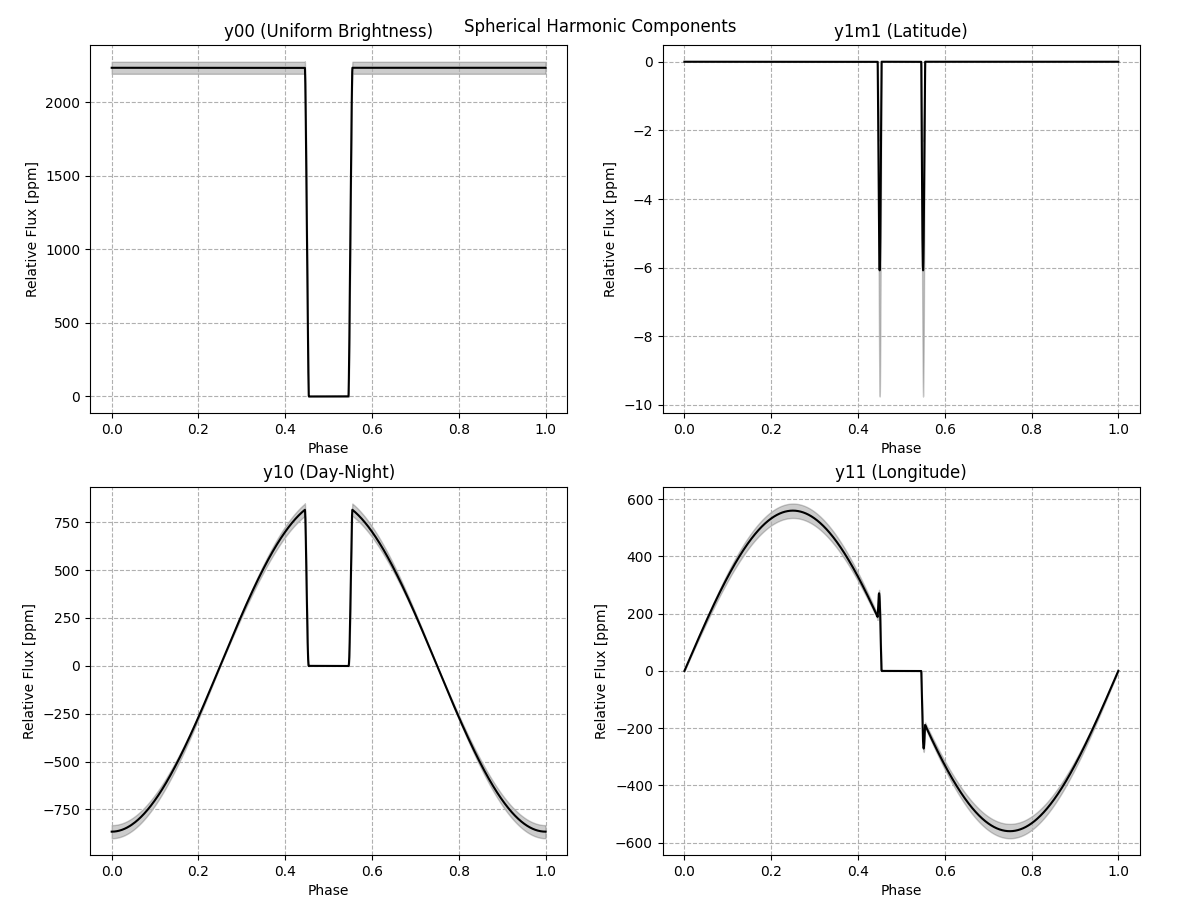 Spherical Harmonic Components
y00 (Uniform Brightness)
2000
1500
1000
500
0
Relative Flux [ppm]
0.0 0.2 0.4 0.6 0.8 1.0
Phase
y1m1 (Latitude)
0
−2
−4
−6
−8
−10
Relative Flux [ppm]
0.0 0.2 0.4 0.6 0.8 1.0
Phase
y10 (Day-Night)
750
500
250
0
−250
−500
−750
Relative Flux [ppm]
0.0 0.2 0.4 0.6 0.8 1.0
Phase
y11 (Longitude)
600
400
200
0
−200
−400
−600
Relative Flux [ppm]
0.0 0.2 0.4 0.6 0.8 1.0
Phase